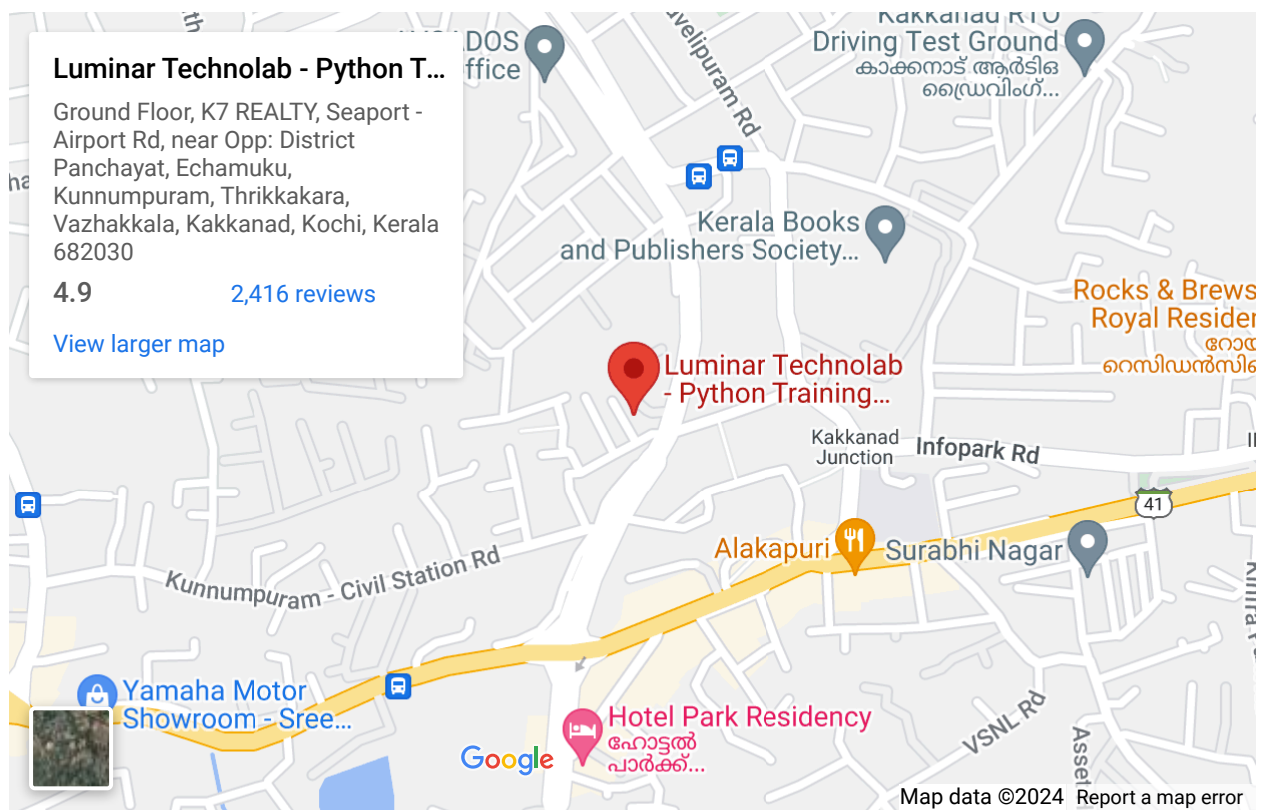 Luminar Technolab - Python T...
Ground Floor, K7 REALTY, Seaport -
Airport Rd, near Opp: District
Panchayat, Echamuku,
Kunnumpuram, Thrikkakara,
Vazhakkala, Kakkanad, Kochi, Kerala
682030
4.9
2,416 reviews
View larger map
Kakkanad RTO
Driving Test Ground
കാക്കനാട് ആർടിഒ
ഡ്രൈവിംഗ്...
Kerala Books
and Publishers Society...
Rocks & Brews
Luminar Technolab
- Python Training...
Kakkanad
Junction
Infopark Rd
41
Alakapuri
Surabhi Nagar
Kunnumpuram - Civil Station Rd
Yamaha Motor
Showroom - Sree...
Hotel Park Residency
ഹോട്ടൽ
പാർക്ക്...
VSNL Rd
Asset
Google
Map data ©2024
Report a map error